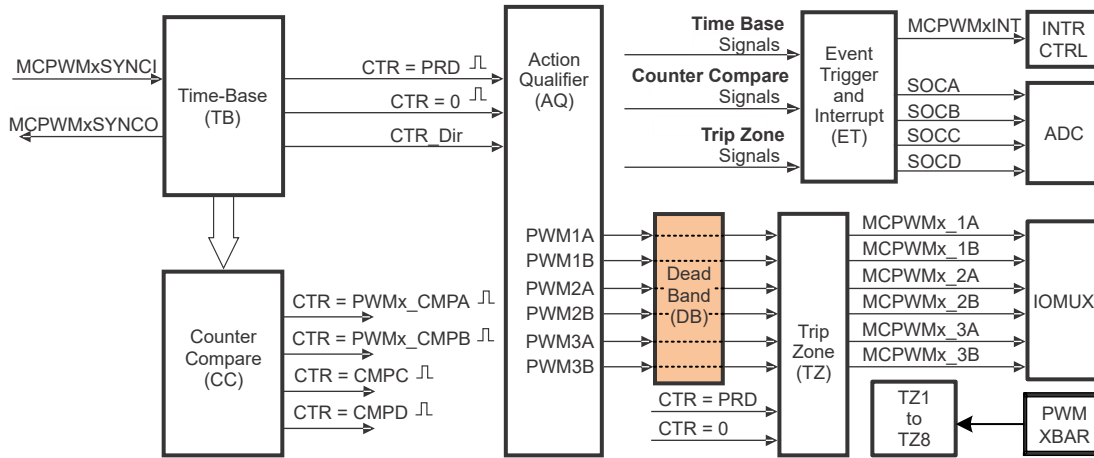 MCPWMxSYNCI
MCPWMxSYNCO
Time-Base
(TB)
CTR = PRD
CTR = 0
CTR_Dir
Counter
Compare
(CC)
CTR = PWMx_CMPA
CTR = PWMx_CMPB
CTR = CMPC
CTR = CMPD
Action
Qualifier
(AQ)
PWM1A
PWM1B
PWM2A
PWM2B
PWM3A
PWM3B
Time Base
Signals
Counter Compare
Signals
Trip Zone
Signals
Event
Trigger
and
Interrupt
(ET)
MCPWMxINT
SOCA
SOCB
SOCC
SOCD
INTR
CTRL
ADC
Dead
Band
(DB)
CTR = PRD
CTR = 0
Trip
Zone
(TZ)
MCPWMx_1A
MCPWMx_1B
MCPWMx_2A
MCPWMx_2B
MCPWMx_3A
MCPWMx_3B
IOMUX
TZ1
to
TZ8
PWM
XBAR